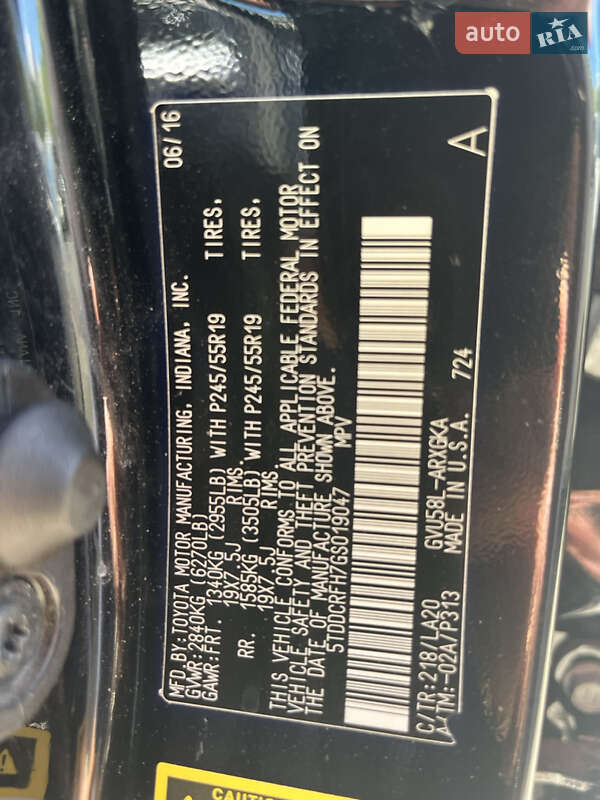 auto RIA.com
MFD.BY:TOYOTA MOTOR MANUFACTURING, INDIANA, INC. 06/16
GVWR:2840KG (6270LB)
GAWR:FRT. 1340KG (2955LB) WITH P245/55R19 TIRES.
19X7.5J RIMS
RR. 1585KG (3505LB) WITH P245/55R19 TIRES.
19X7.5J RIMS.
THIS VEHICLE CONFORMS TO ALL APPLICABLE FEDERAL MOTOR
VEHICLE SAFETY AND THEFT PREVENTION STANDARDS IN EFFECT ON
THE DATE OF MANUFACTURE SHOWN ABOVE.
5TDDCRFH7GS019047 MPV
C/TR:218/LA20 GVU58L-ARXGKA
A/TM:-02A/P313 MADE IN U.S.A. 724 A
CAUTI